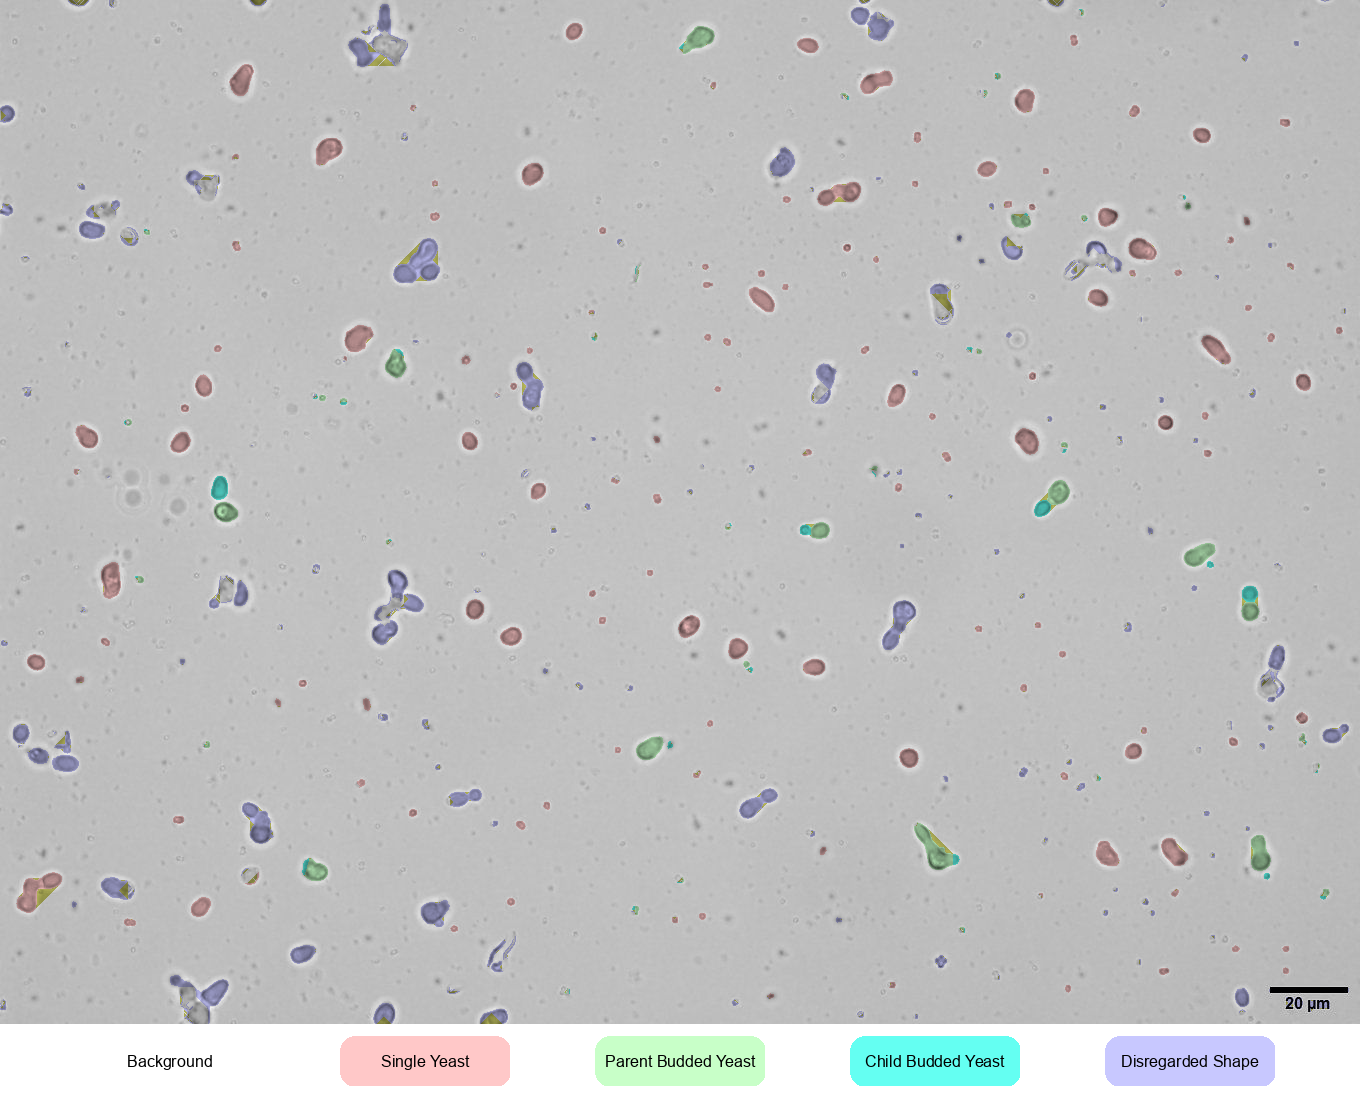 20 µm
Background
Single Yeast
Parent Budded Yeast
Child Budded Yeast
Disregarded Shape